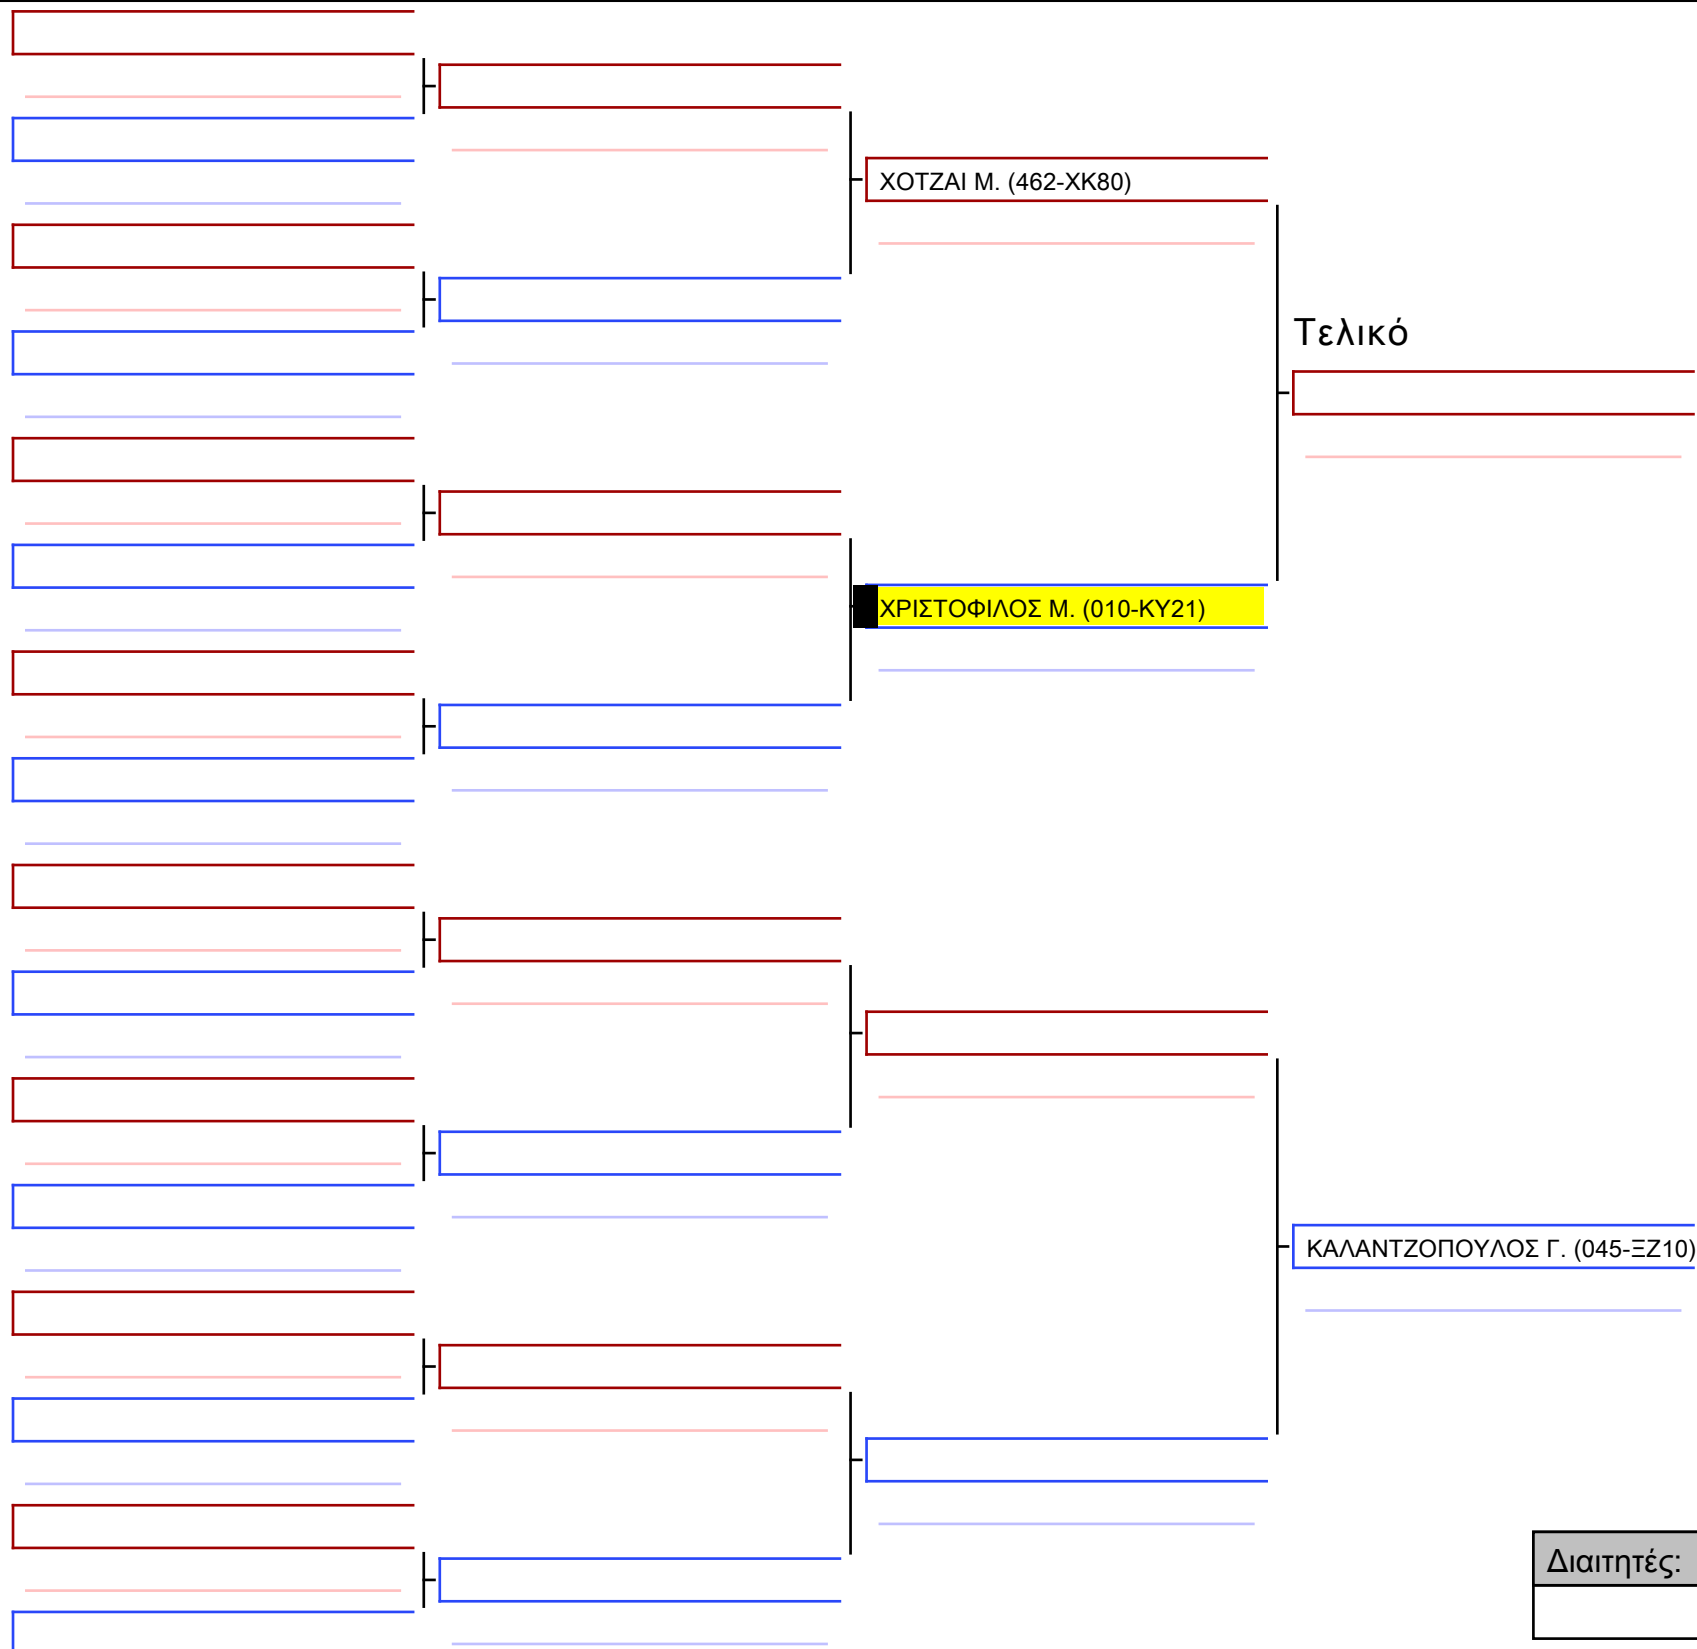 ΧΟΤΖΑΙ Μ. (462-ΧΚ80)
Τελικό
ΧΡΙΣΤΟΦΙΛΟΣ Μ. (010-ΚΥ21)
ΚΑΛΑΝΤΖΟΠΟΥΛΟΣ Γ. (045-ΞΖ10)
Διαιτητές: